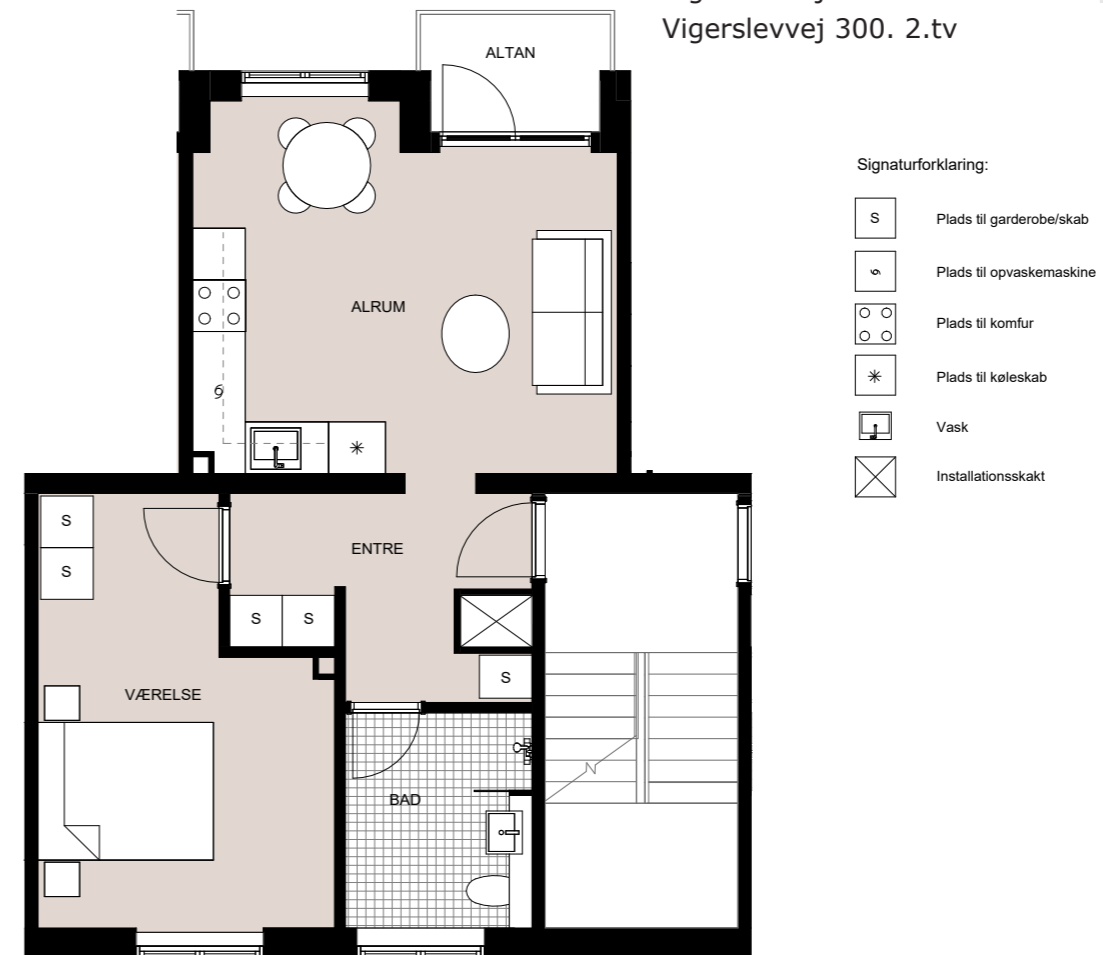 Vigerslevvej 300. 2.tv
ALTAN
Signaturforklaring:
S Plads til garderobe/skab
Plads til opvaskemaskine
Plads til komfur
Plads til køleskab
Vask
Installationsskakt
ALRUM
S
S
ENTRE
S S
S
VÆRELSE
BAD
N